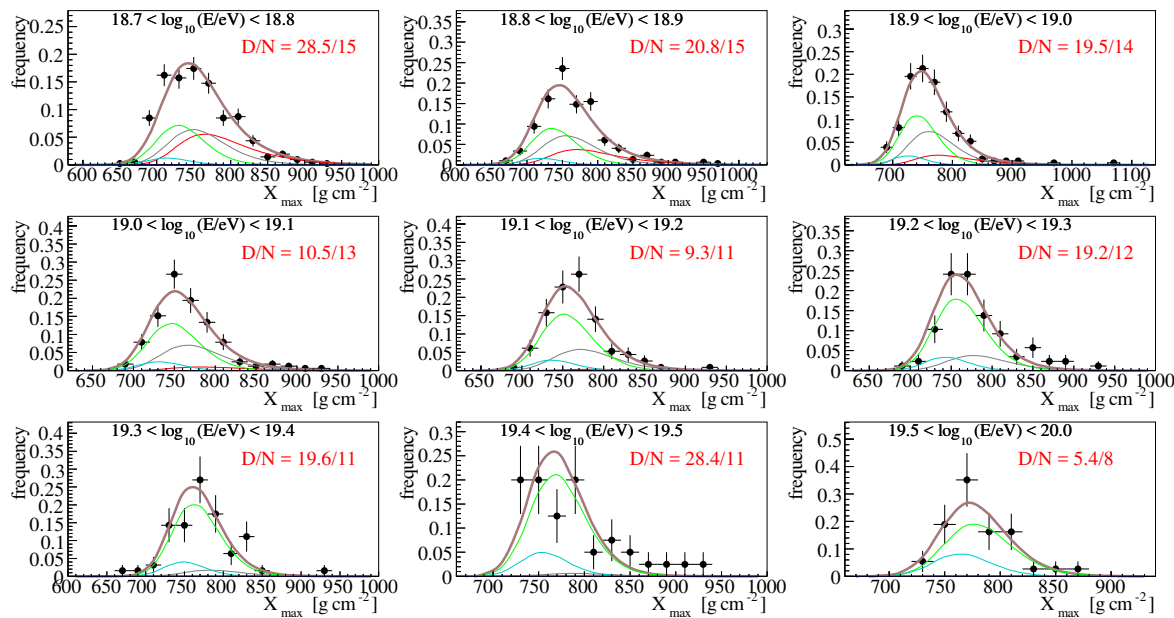 18.7 < log10(E/eV) < 18.8
D/N = 28.5/15
frequency
0.25
0.2
0.15
0.1
0.05
0
600 650 700 750 800 850 900 950 1000
Xmax [g cm-2]
18.8 < log10(E/eV) < 18.9
D/N = 20.8/15
frequency
0.35
0.3
0.25
0.2
0.15
0.1
0.05
0
600 650 700 750 800 850 900 950 1000
Xmax [g cm-2]
18.9 < log10(E/eV) < 19.0
D/N = 19.5/14
frequency
0.3
0.25
0.2
0.15
0.1
0.05
0
700 800 900 1000 1100
Xmax [g cm-2]
19.0 < log10(E/eV) < 19.1
D/N = 10.5/13
frequency
0.4
0.35
0.3
0.25
0.2
0.15
0.1
0.05
0
650 700 750 800 850 900 950 1000
Xmax [g cm-2]
19.1 < log10(E/eV) < 19.2
D/N = 9.3/11
frequency
0.4
0.35
0.3
0.25
0.2
0.15
0.1
0.05
0
650 700 750 800 850 900 950 1000
Xmax [g cm-2]
19.2 < log10(E/eV) < 19.3
D/N = 19.2/12
frequency
0.35
0.3
0.25
0.2
0.15
0.1
0.05
0
650 700 750 800 850 900 950 1000
Xmax [g cm-2]
19.3 < log10(E/eV) < 19.4
D/N = 19.6/11
frequency
0.4
0.35
0.3
0.25
0.2
0.15
0.1
0.05
0
600 650 700 750 800 850 900 950 1000
Xmax [g cm-2]
19.4 < log10(E/eV) < 19.5
D/N = 28.4/11
frequency
0.3
0.25
0.2
0.15
0.1
0.05
0
700 750 800 850 900 950 1000
Xmax [g cm-2]
19.5 < log10(E/eV) < 20.0
D/N = 5.4/8
frequency
0.5
0.4
0.3
0.2
0.1
0
700 750 800 850 900
Xmax [g cm-2]